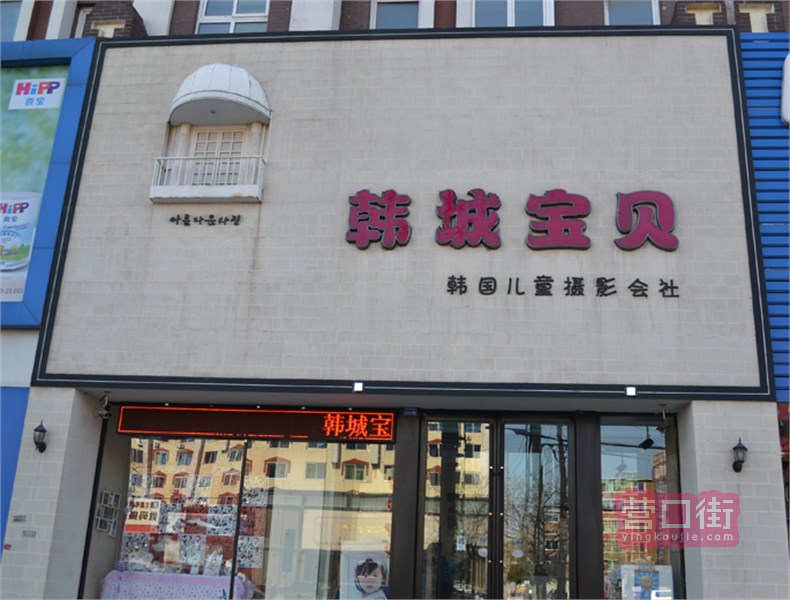 HiPP
喜宝
HiPP
喜宝
아름다운사진
韩城宝贝
韩国儿童摄影会社
韩城宝
营口街
yingkoujie.com